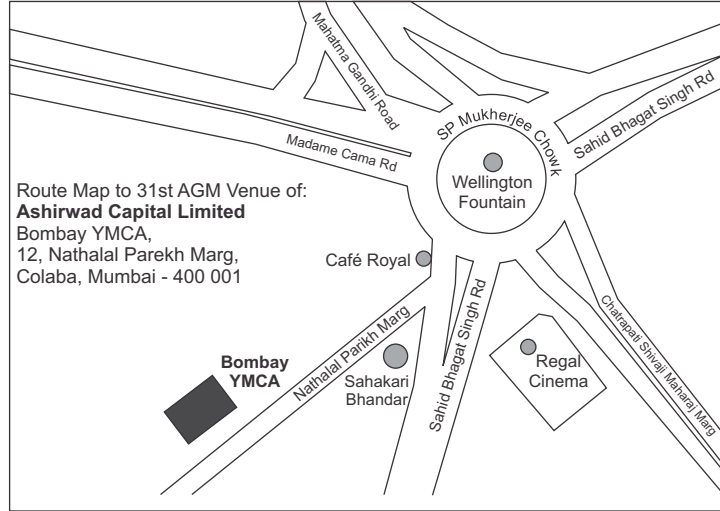 Mahatma Gandhi Road
SP Mukherjee Chowk
Sahid Bhagat Singh Rd
Madame Cama Rd
Wellington
Fountain
Route Map to 31st AGM Venue of:
Ashirwad Capital Limited
Bombay YMCA,
12, Nathalal Parekh Marg,
Colaba, Mumbai - 400 001
Café Royal
Nathalal Parikh Marg
Sahid Bhagat Singh Rd
Chatrapati Shivaji Maharaj Marg
Bombay
YMCA
Sahakari
Bhandar
Regal
Cinema